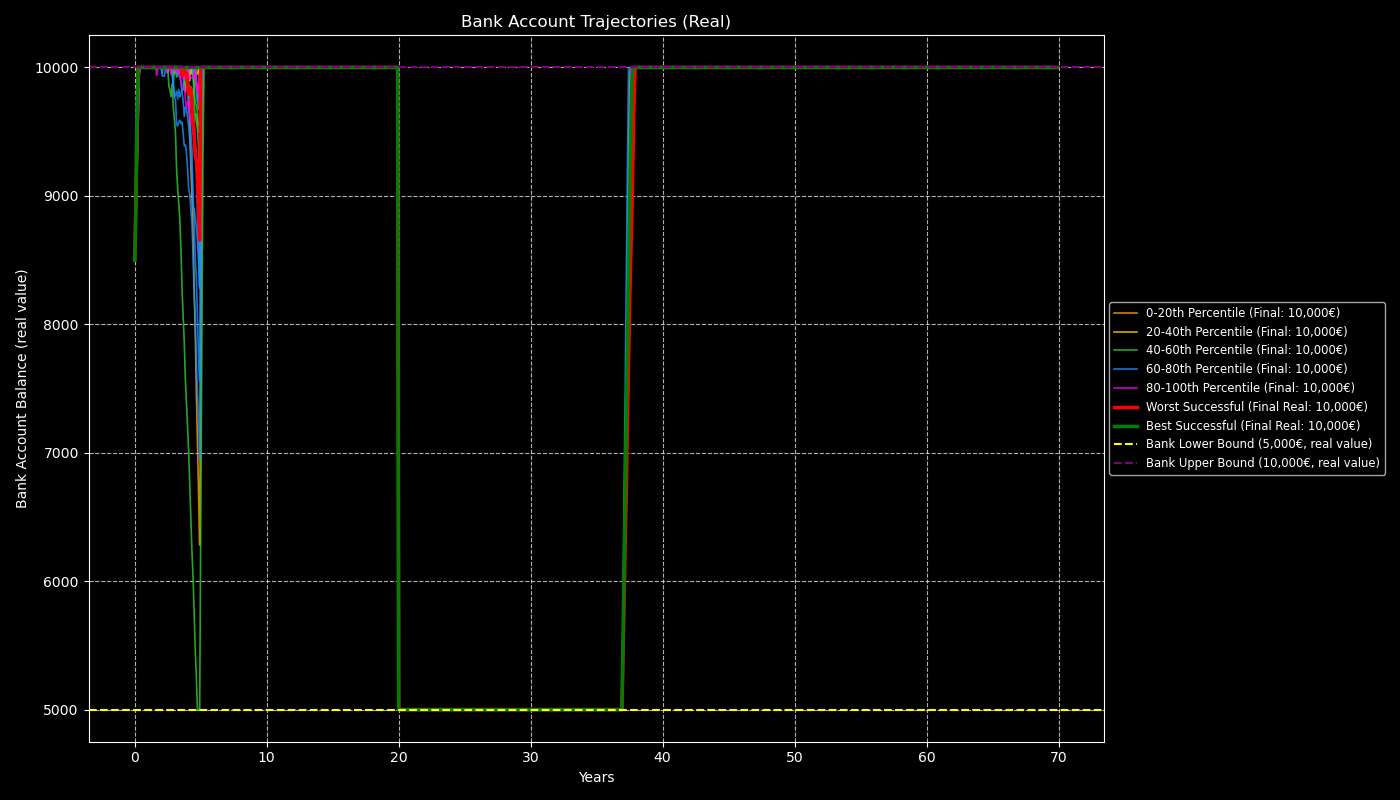 Bank Account Trajectories (Real)
Bank Account Balance (real value)
10000
9000
8000
7000
6000
5000
0 10 20 30 40 50 60 70
Years
0-20th Percentile (Final: 10,000€)
20-40th Percentile (Final: 10,000€)
40-60th Percentile (Final: 10,000€)
60-80th Percentile (Final: 10,000€)
80-100th Percentile (Final: 10,000€)
Worst Successful (Final Real: 10,000€)
Best Successful (Final Real: 10,000€)
Bank Lower Bound (5,000€, real value)
Bank Upper Bound (10,000€, real value)